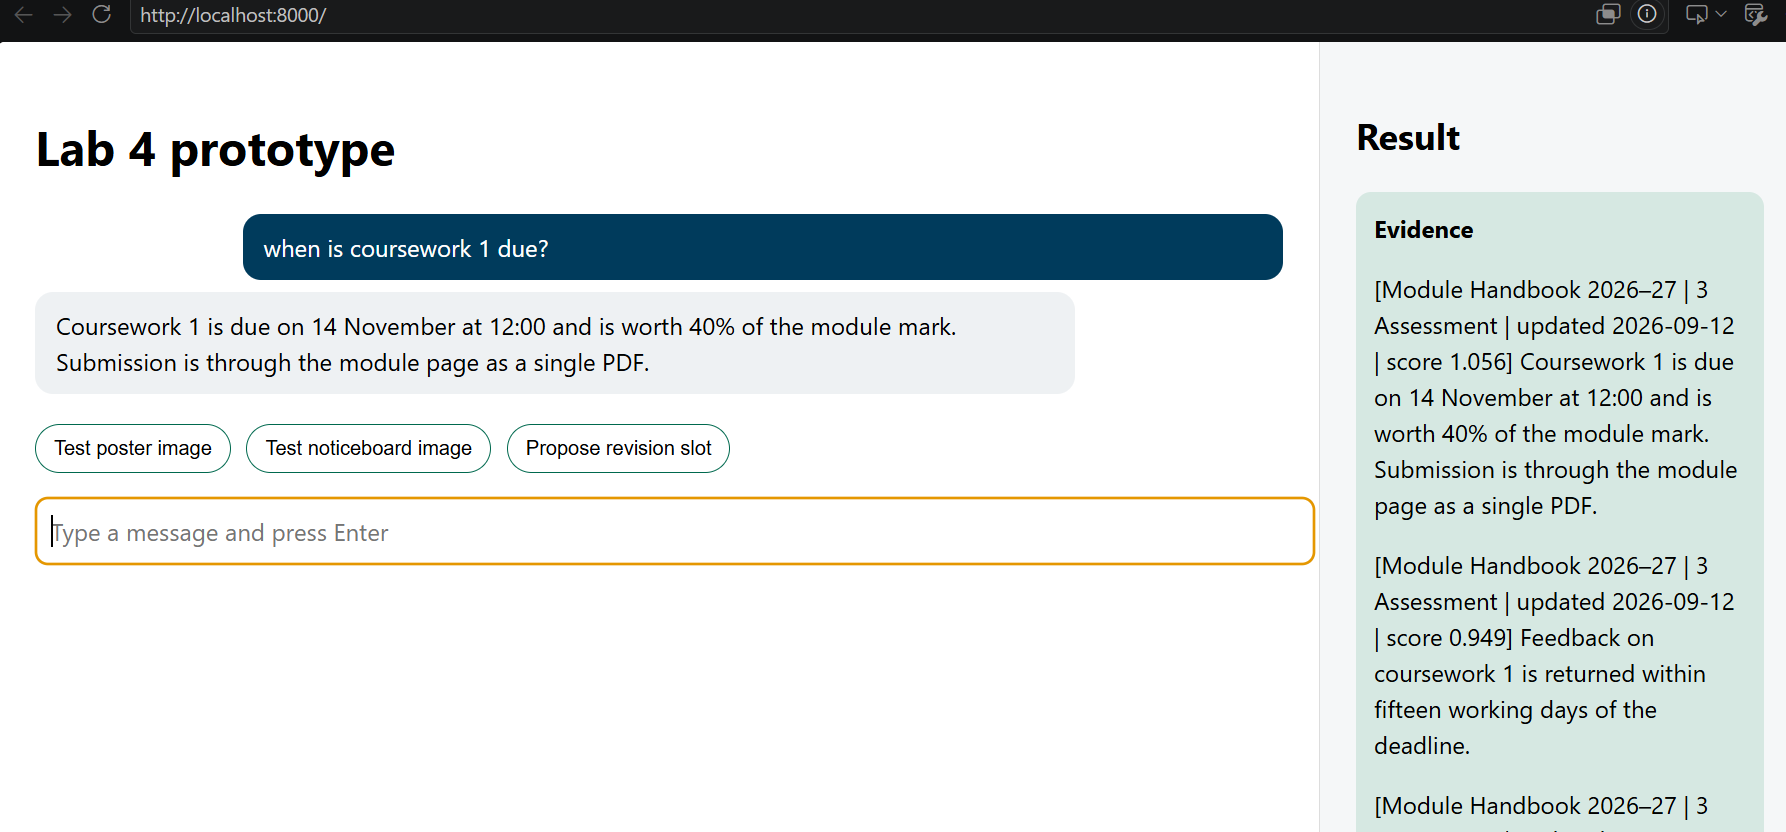 http://localhost:8000/
Lab 4 prototype
when is coursework 1 due?
Coursework 1 is due on 14 November at 12:00 and is worth 40% of the module mark.
Submission is through the module page as a single PDF.
Test poster image
Test noticeboard image
Propose revision slot
Type a message and press Enter
Result
Evidence
[Module Handbook 2026–27 | 3
Assessment | updated 2026-09-12
| score 1.056] Coursework 1 is due
on 14 November at 12:00 and is
worth 40% of the module mark.
Submission is through the module
page as a single PDF.
[Module Handbook 2026–27 | 3
Assessment | updated 2026-09-12
| score 0.949] Feedback on
coursework 1 is returned within
fifteen working days of the
deadline.
[Module Handbook 2026–27 | 3